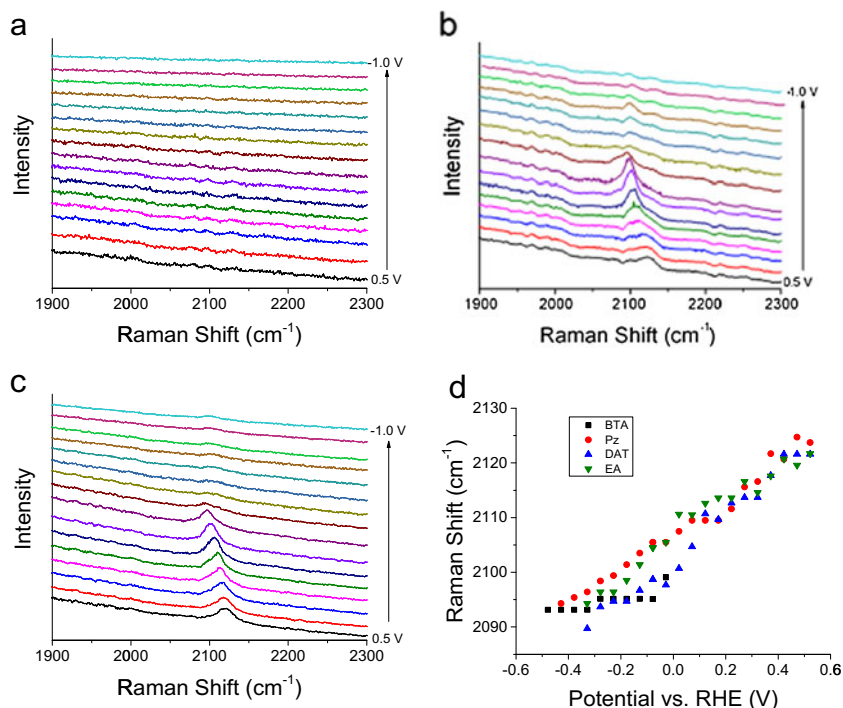 a
-1.0 V
Intensity
0.5 V
1900 2000 2100 2200 2300
Raman Shift (cm-1)
b
-1.0 V
Intensity
0.5 V
1900 2000 2100 2200 2300
Raman Shift (cm-1)
c
-1.0 V
Intensity
0.5 V
1900 2000 2100 2200 2300
Raman Shift (cm-1)
d
2130
BTA
Pz
DAT
EA
2120
2110
2100
2090
Raman Shift (cm-1)
-0.6 -0.4 -0.2 0.0 0.2 0.4 0.6
Potential vs. RHE (V)